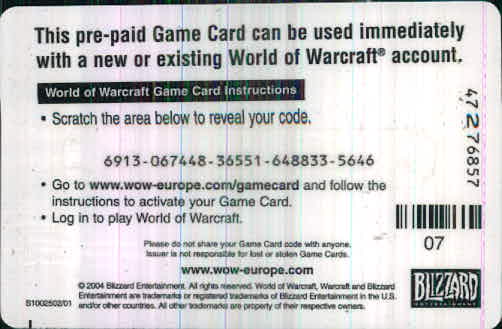 This pre-paid Game Card can be used immediately
with a new or existing World of Warcraft® account.
World of Warcraft Game Card Instructions
• Scratch the area below to reveal your code.
6913-067448-36551-648833-5646
• Go to www.wow-europe.com/gamecard and follow the
instructions to activate your Game Card.
• Log in to play World of Warcraft.
Please do not share your Game Card code with anyone.
Issuer is not responsible for lost or stolen Game Cards.
www.wow-europe.com
© 2004 Blizzard Entertainment. All rights reserved. World of Warcraft, Warcraft and Blizzard
Entertainment are trademarks or registered trademarks of Blizzard Entertainment in the U.S.
and/or other countries. All other trademarks are property of their respective owners.
S1002502/01
47276857
07
BLIZZARD
ENTERTAINMENT